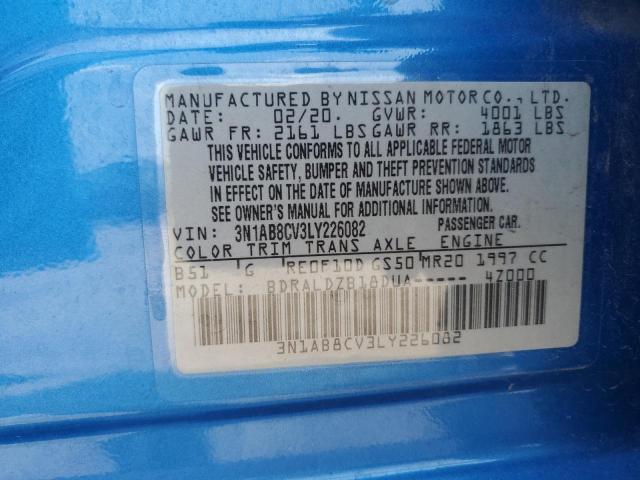 MANUFACTURED BY NISSAN MOTOR CO., LTD.
DATE: 02/20. GVWR: 4001 LBS
GAWR FR: 2161 LBS GAWR RR: 1863 LBS
THIS VEHICLE CONFORMS TO ALL APPLICABLE FEDERAL MOTOR
VEHICLE SAFETY, BUMPER AND THEFT PREVENTION STANDARDS
IN EFFECT ON THE DATE OF MANUFACTURE SHOWN ABOVE.
SEE OWNER'S MANUAL FOR ADDITIONAL INFORMATION.
VIN: 3N1AB8CV3LY226082 PASSENGER CAR.
COLOR TRIM TRANS AXLE ENGINE
B51 'G RE0F10D GS50 MR20 1997 CC
MODEL: BDRALDZB18DUA----- 4Z000
3N1AB8CV3LY226082